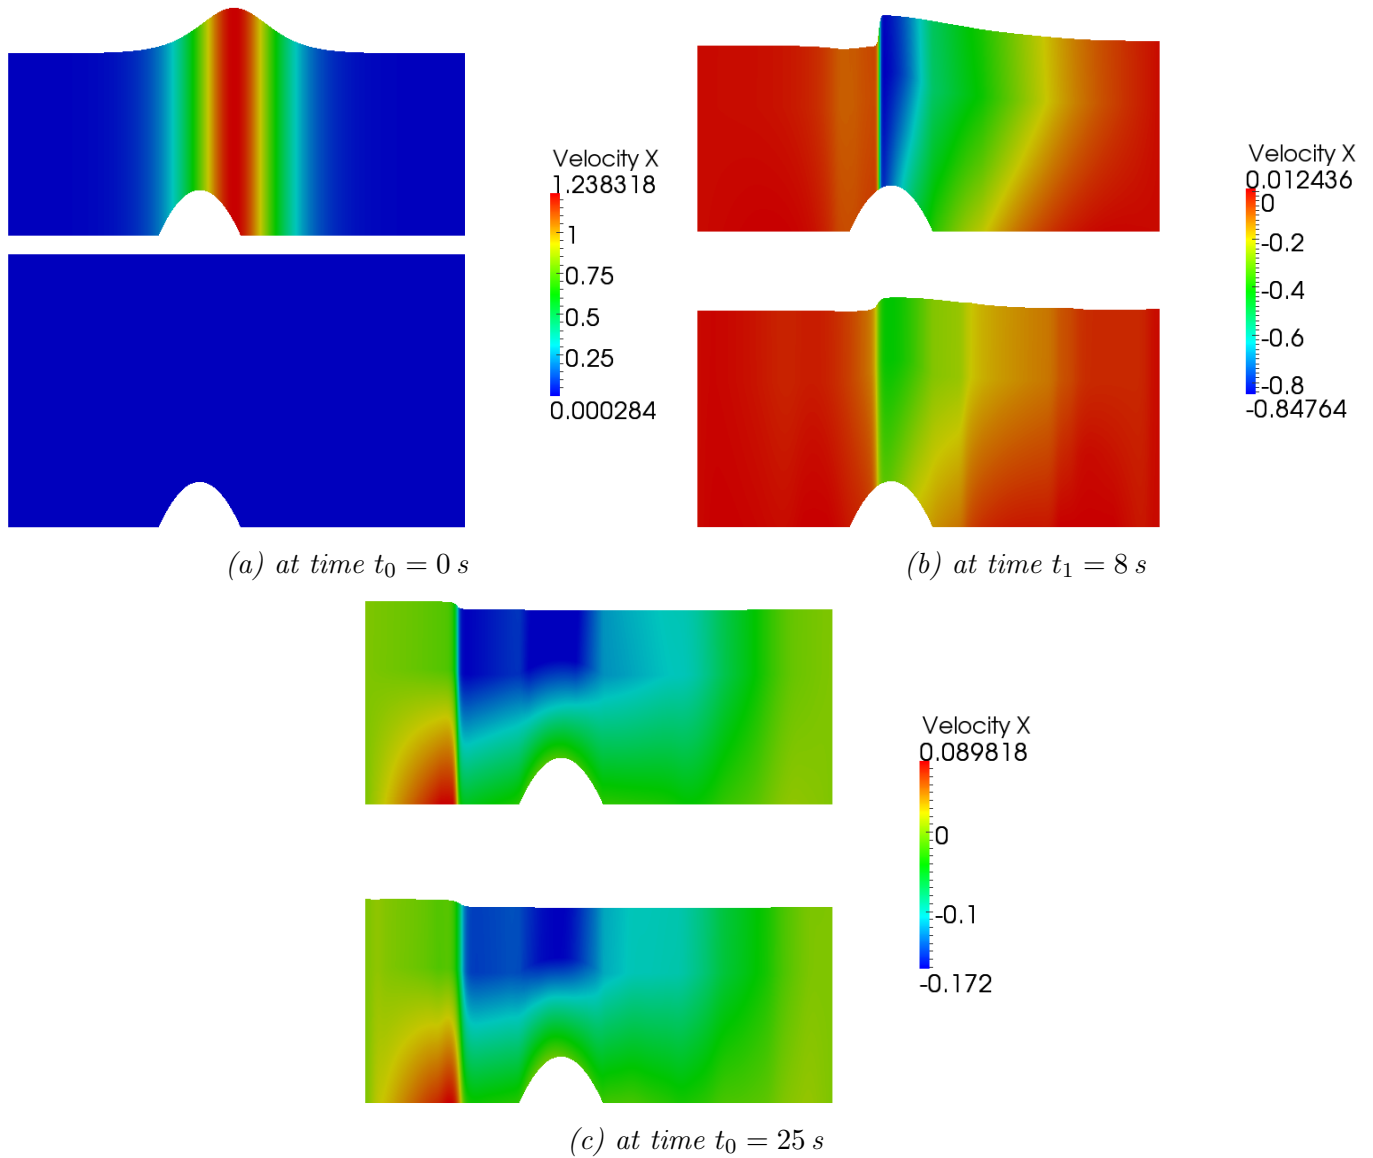 Velocity X
1.238318
1
0.75
0.5
0.25
0.000284
Velocity X
0.012436
0
-0.2
-0.4
-0.6
-0.8
-0.84764
(a) at time t₀ = 0 s
(b) at time t₁ = 8 s
Velocity X
0.089818
0
-0.1
-0.172
(c) at time t₀ = 25 s